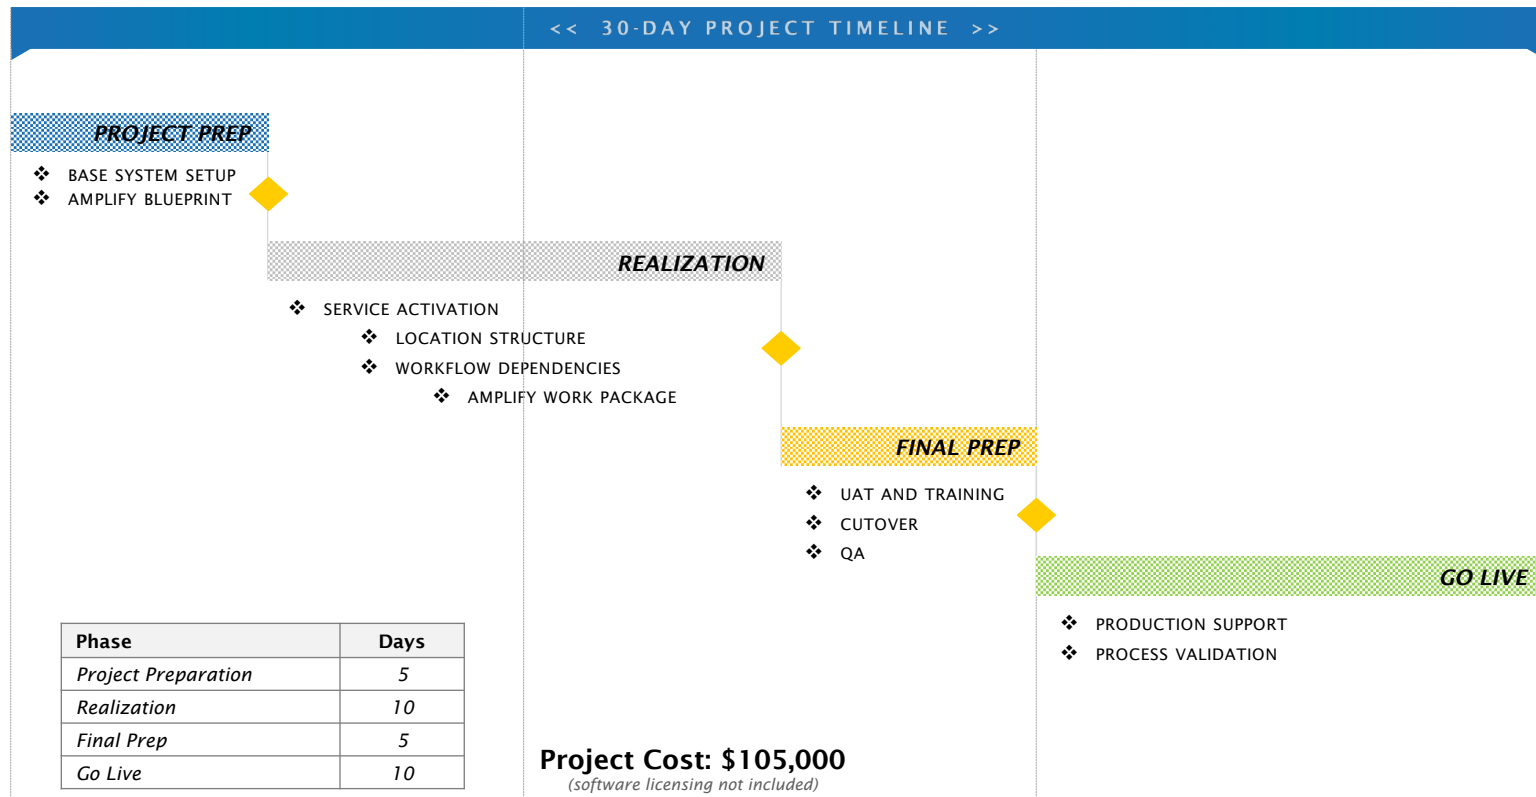 << 30-DAY PROJECT TIMELINE >>
PROJECT PREP
❖ BASE SYSTEM SETUP
❖ AMPLIFY BLUEPRINT
REALIZATION
❖ SERVICE ACTIVATION
❖ LOCATION STRUCTURE
❖ WORKFLOW DEPENDENCIES
❖ AMPLIFY WORK PACKAGE
FINAL PREP
❖ UAT AND TRAINING
❖ CUTOVER
❖ QA
GO LIVE
❖ PRODUCTION SUPPORT
❖ PROCESS VALIDATION
Phase Days
Project Preparation 5
Realization 10
Final Prep 5
Go Live 10
Project Cost: $105,000
(software licensing not included)